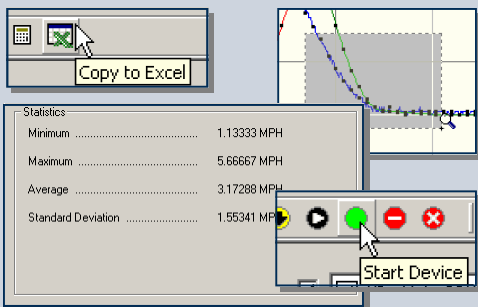 Copy to Excel
Statistics
Minimum ........................ 1.13333 MPH
Maximum ........................ 5.66667 MPH
Average ........................ 3.17288 MPH
Standard Deviation ................ 1.55341 MP
Start Device